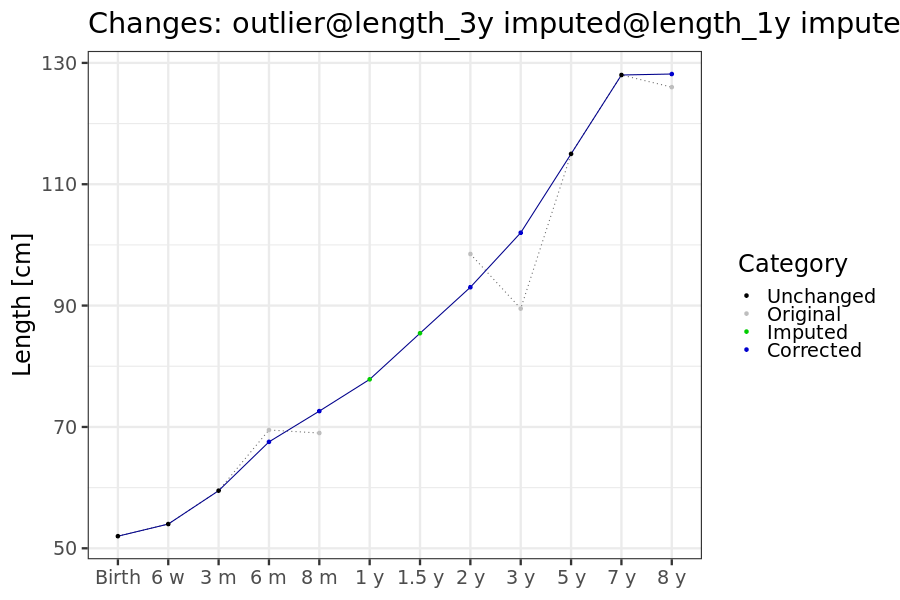 Changes: outlier@length_3y imputed@length_1y impute
130
110
90
70
50
Length [cm]
Birth 6 w 3 m 6 m 8 m 1 y 1.5 y 2 y 3 y 5 y 7 y 8 y
Category
Unchanged
Original
Imputed
Corrected